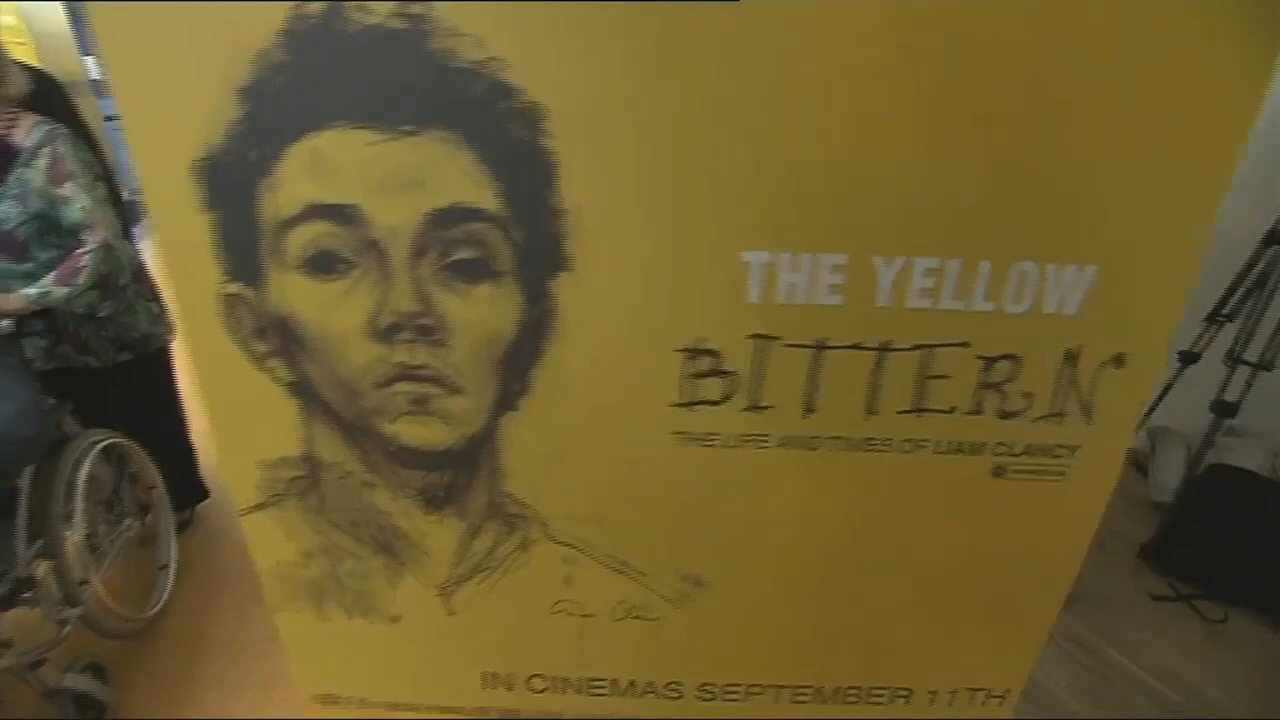 THE YELLOW
BITTERN
THE LIFE AND TIMES OF LIAM CLANCY
IN CINEMAS SEPTEMBER 11TH